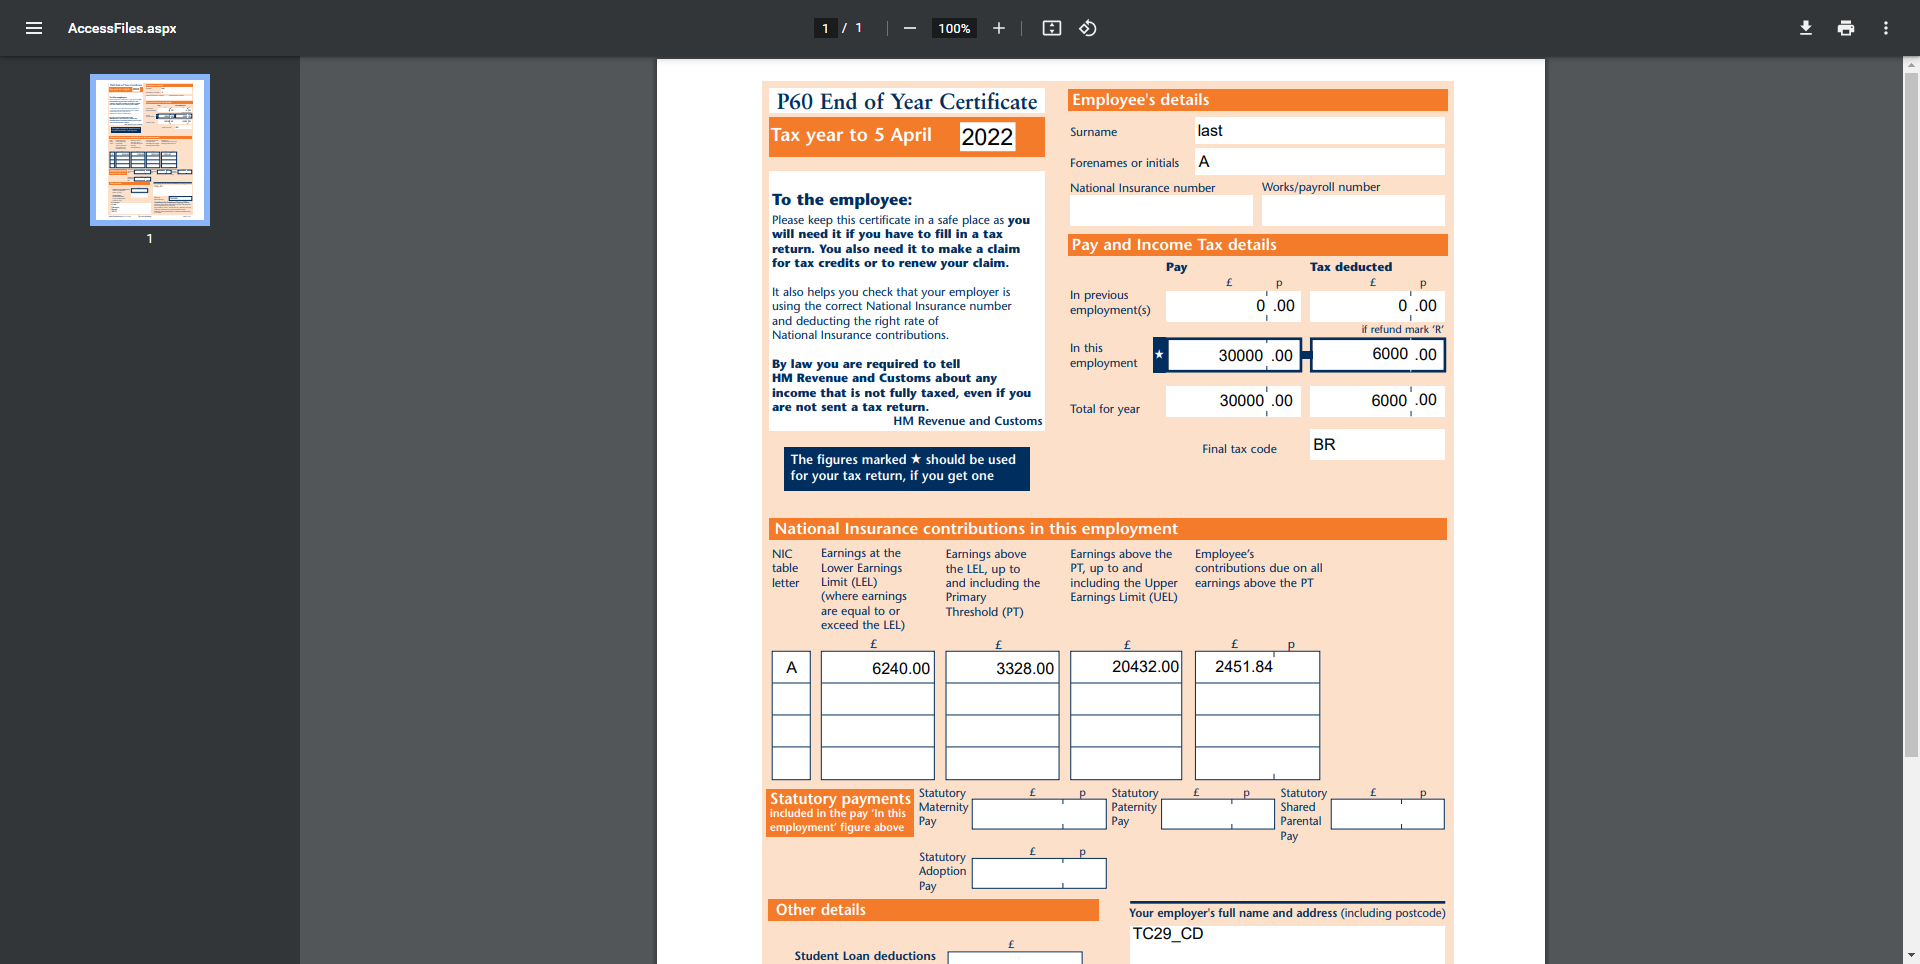 AccessFiles.aspx
1 / 1
100%
1
P60 End of Year Certificate
Tax year to 5 April 2022
To the employee:
Please keep this certificate in a safe place as you
will need it if you have to fill in a tax
return. You also need it to make a claim
for tax credits or to renew your claim.
It also helps you check that your employer is
using the correct National Insurance number
and deducting the right rate of
National Insurance contributions.
By law you are required to tell
HM Revenue and Customs about any
income that is not fully taxed, even if you
are not sent a tax return.
HM Revenue and Customs
The figures marked ★ should be used
for your tax return, if you get one
Employee's details
Surname last
Forenames or initials A
National Insurance number Works/payroll number
Pay and Income Tax details
Pay Tax deducted
£ p £ p
In previous
employment(s) 0 .00 0 .00
if refund mark ‘R’
In this
employment ★ 30000 .00 6000 .00
Total for year 30000 .00 6000 .00
Final tax code BR
National Insurance contributions in this employment
NIC
table
letter
Earnings at the
Lower Earnings
Limit (LEL)
(where earnings
are equal to or
exceed the LEL)
Earnings above
the LEL, up to
and including the
Primary
Threshold (PT)
Earnings above the
PT, up to and
including the Upper
Earnings Limit (UEL)
Employee’s
contributions due on all
earnings above the PT
£ £ £ £ p
A 6240.00 3328.00 20432.00 2451.84
Statutory payments
included in the pay ‘In this
employment’ figure above
Statutory
Maternity
Pay
£ p
Statutory
Paternity
Pay
£ p
Statutory
Shared
Parental
Pay
£ p
Statutory
Adoption
Pay
£ p
Other details
£
Student Loan deductions
Your employer's full name and address (including postcode)
TC29_CD